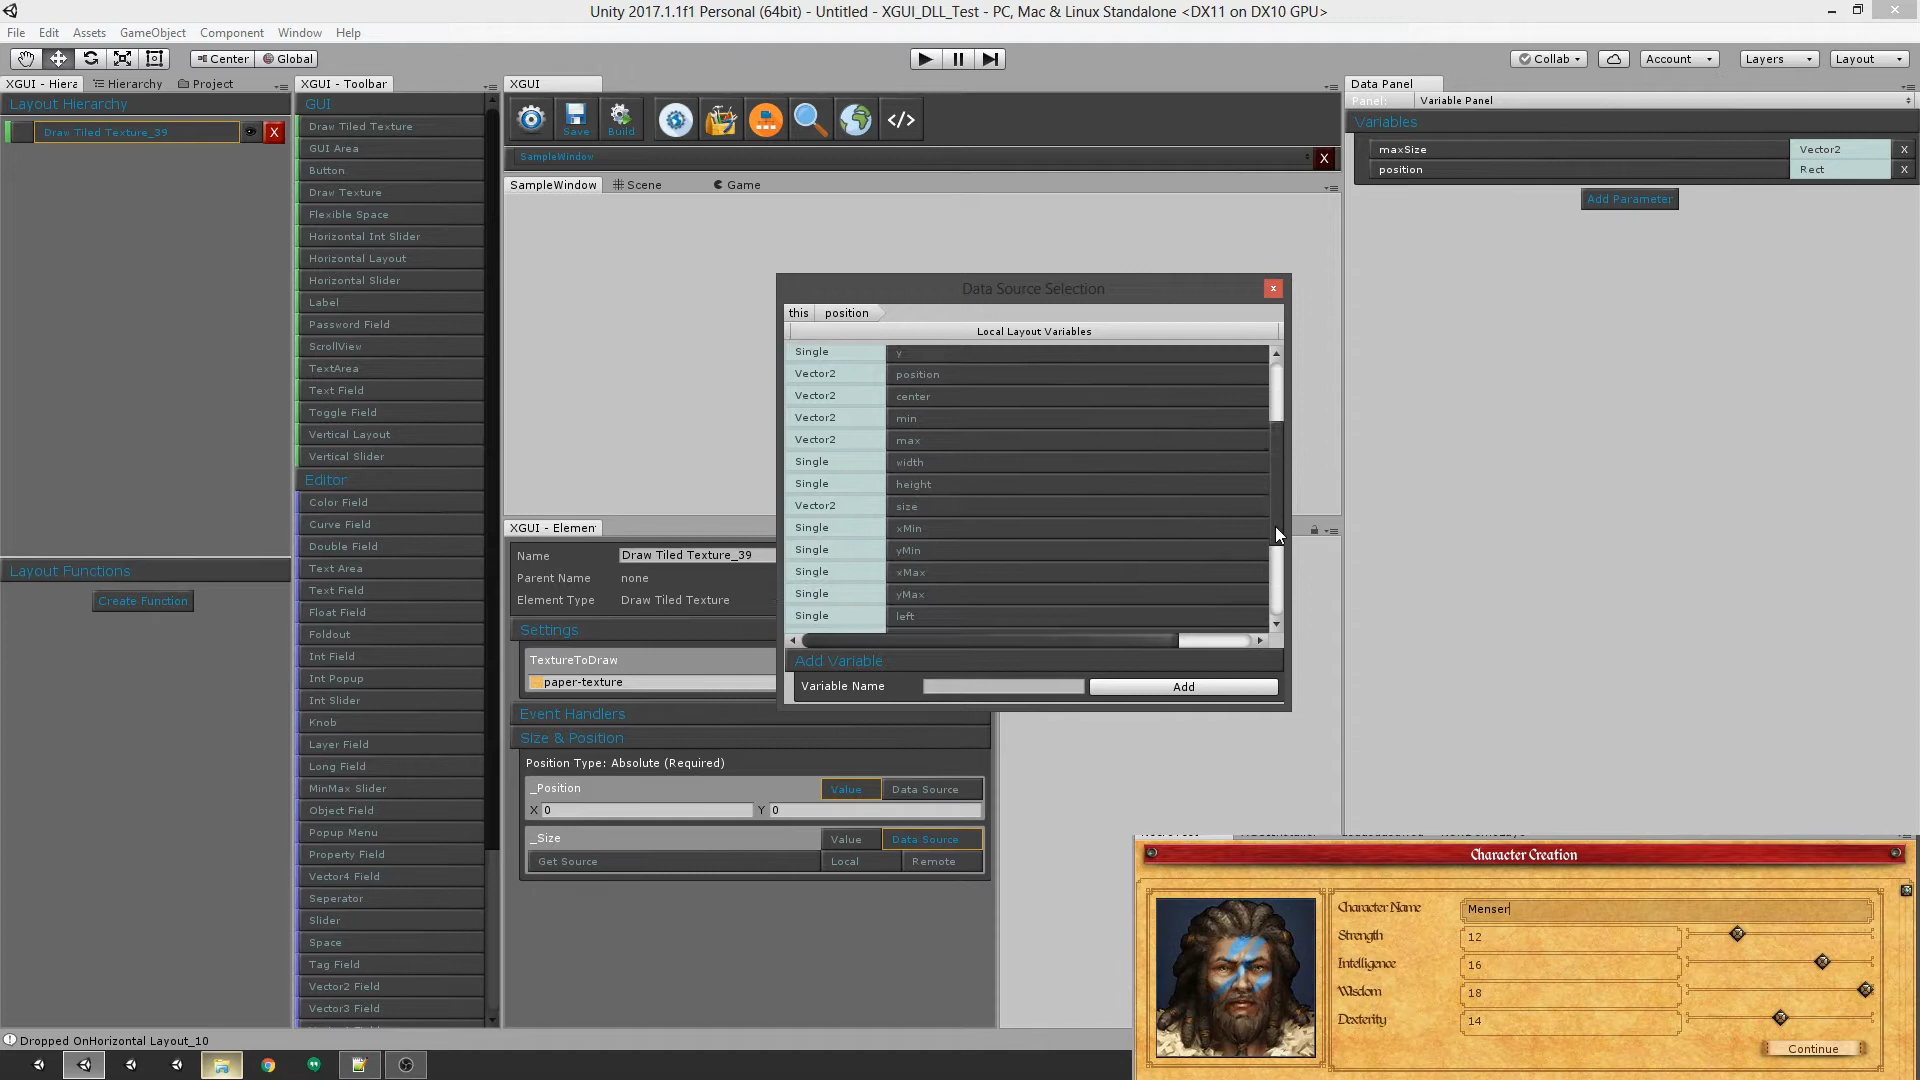 Unity 2017.1.1f1 Personal (64bit) - Untitled - XGUI_DLL_Test - PC, Mac & Linux Standalone <DX11 on DX10 GPU>
File Edit Assets GameObject Component Window Help
Center Global Collab Account Layers Layout
XGUI - Hiera Hierarchy Project
Layout Hierarchy
Draw Tiled Texture_39 X
Layout Functions
Create Function
XGUI - Toolbar
GUI
Draw Tiled Texture
GUI Area
Button
Draw Texture
Flexible Space
Horizontal Int Slider
Horizontal Layout
Horizontal Slider
Label
Password Field
ScrollView
TextArea
Text Field
Toggle Field
Vertical Layout
Vertical Slider
Editor
Color Field
Curve Field
Double Field
Text Area
Text Field
Float Field
Foldout
Int Field
Int Popup
Int Slider
Knob
Layer Field
Long Field
MinMax Slider
Object Field
Popup Menu
Property Field
Vector4 Field
Seperator
Slider
Space
Tag Field
Vector2 Field
Vector3 Field
XGUI
Save Build </>
SampleWindow X
SampleWindow Scene Game
Data Source Selection x
this position
Local Layout Variables
Single y
Vector2 position
Vector2 center
Vector2 min
Vector2 max
Single width
Single height
Vector2 size
Single xMin
Single yMin
Single xMax
Single yMax
Single left
Add Variable
Variable Name Add
XGUI - Elemen
Name Draw Tiled Texture_39
Parent Name none
Element Type Draw Tiled Texture
Settings
TextureToDraw
paper-texture
Event Handlers
Size & Position
Position Type: Absolute (Required)
_Position Value Data Source
X 0 Y 0
_Size Value Data Source
Get Source Local Remote
Data Panel
Panel: Variable Panel
Variables
maxSize Vector2 X
position Rect X
Add Parameter
Character Creation
Character Name Menser
Strength 12
Intelligence 16
Wisdom 18
Dexterity 14
Continue
Dropped OnHorizontal Layout_10